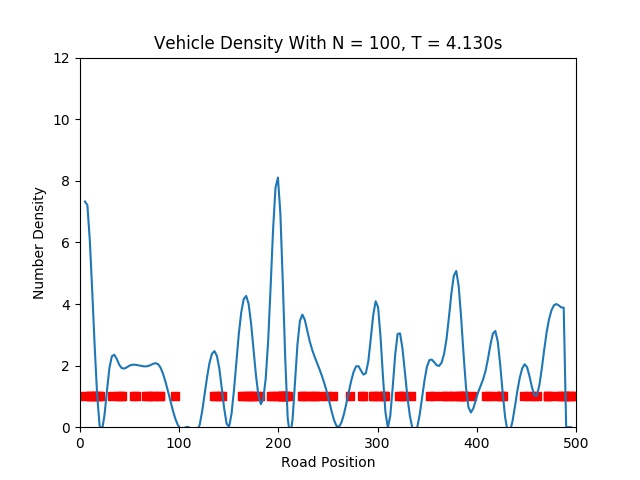 Vehicle Density With N = 100, T = 4.130s
12
10
8
6
4
2
0
Number Density
0 100 200 300 400 500
Road Position